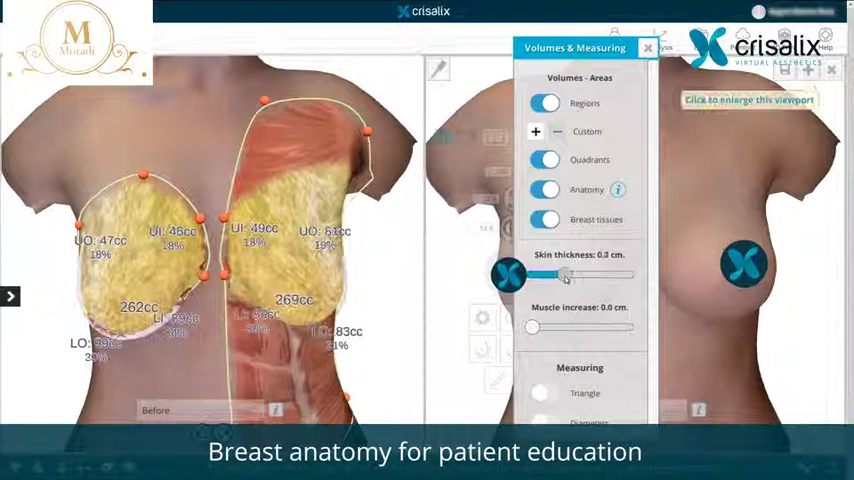 crisalix
M
Moradi
Volumes & Measuring
crisalix
VIRTUAL AESTHETICS
Help
Click to enlarge this viewport
Volumes - Areas
Regions
Custom
Quadrants
Anatomy
Breast tissues
Skin thickness: 0.3 cm.
Muscle increase: 0.0 cm.
Measuring
Triangle
UO: 47cc
18%
UI: 46cc
18%
UI: 49cc
18%
UO: 51cc
19%
262cc
269cc
LO: 99cc
LO: 83cc
31%
Before
Breast anatomy for patient education